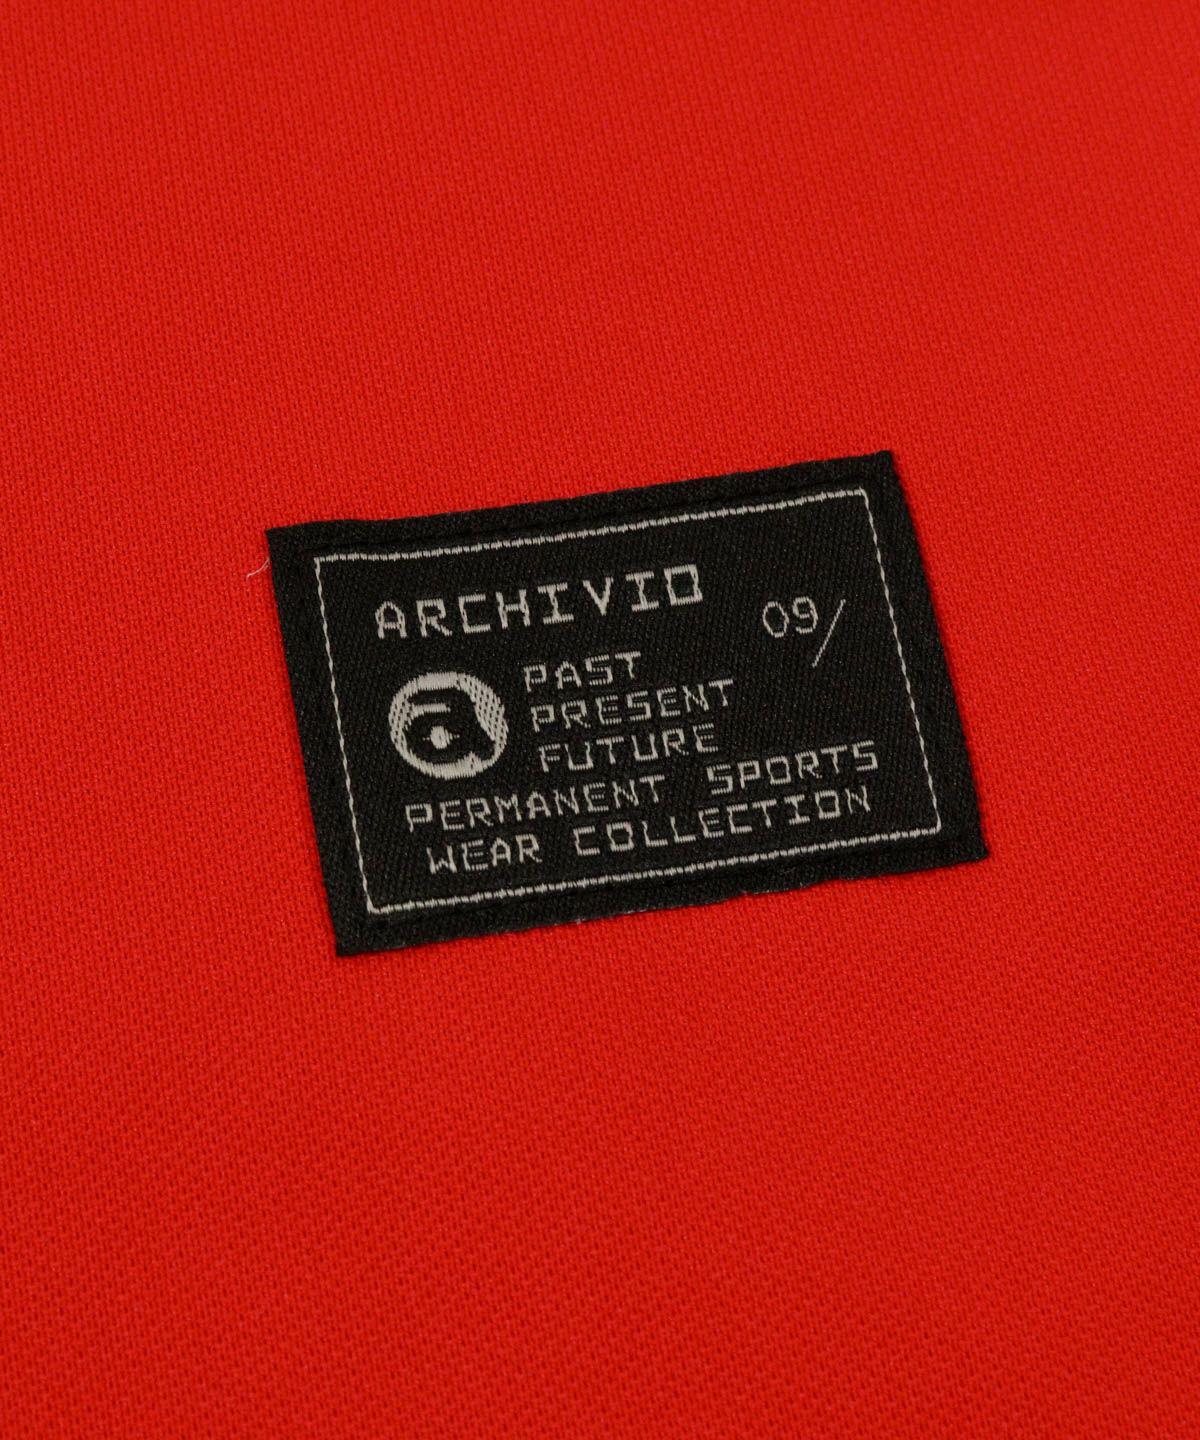 ARCHIVIO
09/
a
PAST
PRESENT
FUTURE
PERMANENT SPORTS
WEAR COLLECTION